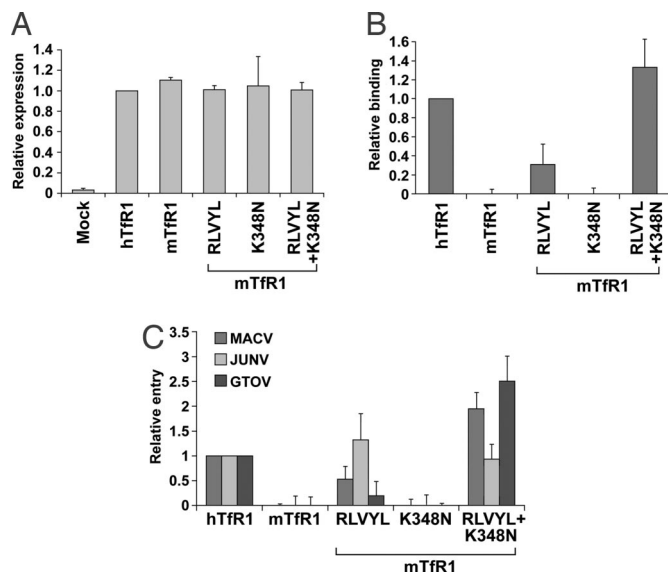 A
Relative expression
1.4
1.2
1.0
0.8
0.6
0.4
0.2
0
Mock
hTfR1
mTfR1
RLVYL
K348N
RLVYL
+K348N
mTfR1
B
Relative binding
1.6
1.4
1.2
1.0
0.8
0.6
0.4
0.2
0
hTfR1
mTfR1
RLVYL
K348N
RLVYL
+K348N
mTfR1
C
Relative entry
3.5
3
2.5
2
1.5
1
0.5
0
MACV
JUNV
GTOV
hTfR1
mTfR1
RLVYL
K348N
RLVYL+
K348N
mTfR1